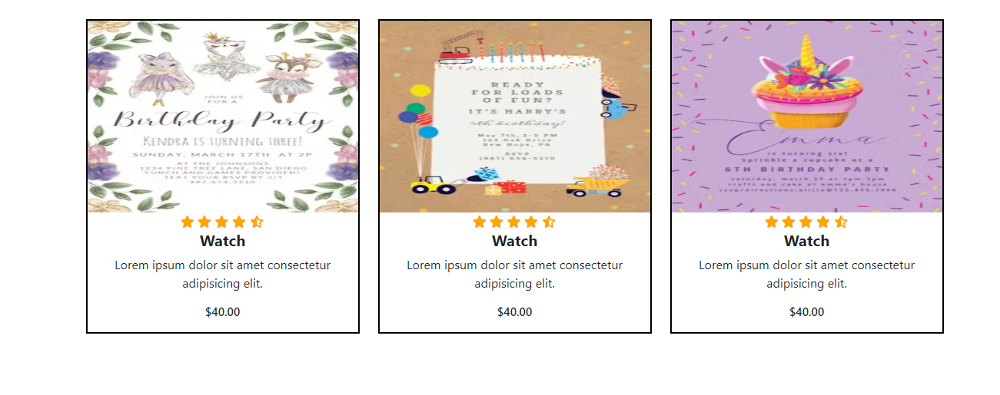 JOIN US
FOR A
Birthday Party
KENDRA IS TURNING THREE!
SUNDAY, MARCH 17TH AT 2P
AT THE JOHNSONS
1234 PINE TREE LANE, SAN DIEGO
LUNCH AND GAMES PROVIDED!
TEXT YOUR RSVP BY 3/1
987.654.3210
Watch
Lorem ipsum dolor sit amet consectetur
adipisicing elit.
$40.00
READY
FOR LOADS
OF FUN?
IT'S HARRY'S
5th birthday!
May 7th, 3-5 PM
123 Oak Drive
New Hope, PA
RSVP
(987) 654-3210
Watch
Lorem ipsum dolor sit amet consectetur
adipisicing elit.
$40.00
Emma
is turning six!
sprinkle a cupcake at a
6TH BIRTHDAY PARTY
saturday, march 25 at 1pm-3pm
crafts and cake at emma's house
rsvp/directions:alicia@123.456.7890
Watch
Lorem ipsum dolor sit amet consectetur
adipisicing elit.
$40.00